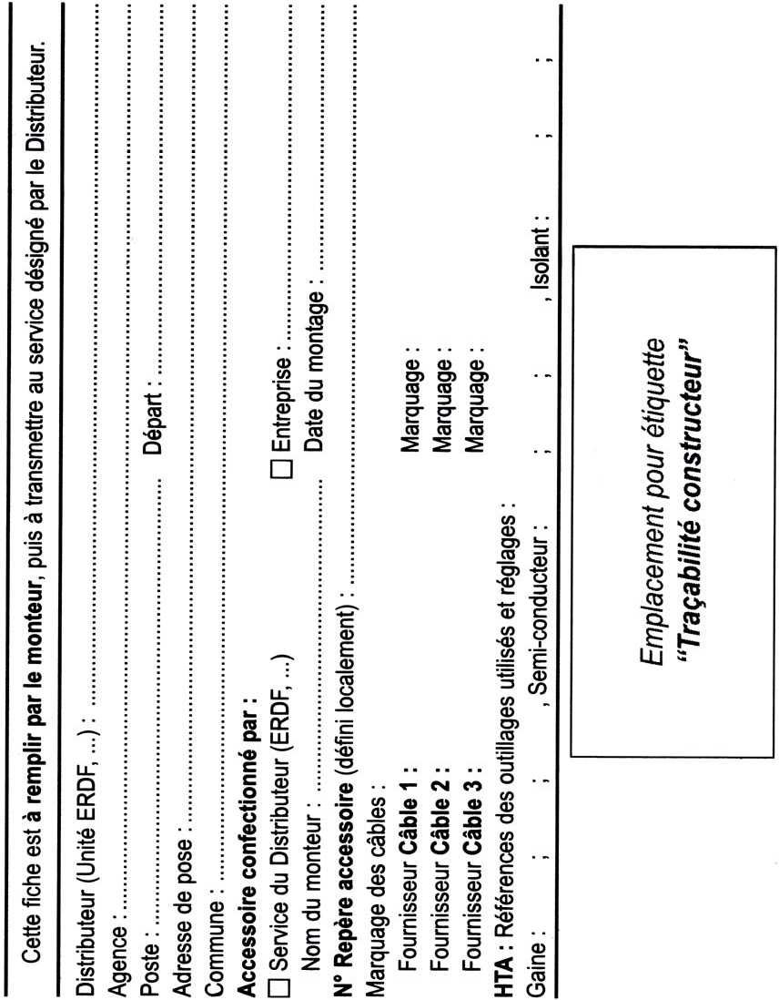 Cette fiche est à remplir par le monteur, puis à transmettre au service désigné par le Distributeur.
Distributeur (Unité ERDF, ...) : ........................................
Agence : ........................................
Poste : ........................................ Départ : ........................................
Adresse de pose : ........................................
Commune : ........................................
Accessoire confectionné par :
☐ Service du Distributeur (ERDF, ...) ☐ Entreprise : ........................................
Nom du monteur : ........................................ Date du montage : ........................................
N° Repère accessoire (défini localement) : ........................................
Marquage des câbles :
Fournisseur Câble 1 : Marquage :
Fournisseur Câble 2 : Marquage :
Fournisseur Câble 3 : Marquage :
HTA : Références des outillages utilisés et réglages :
Gaine : ; ; , Semi-conducteur : ; ; , Isolant : ; ;
Emplacement pour étiquette
“Traçabilité constructeur”